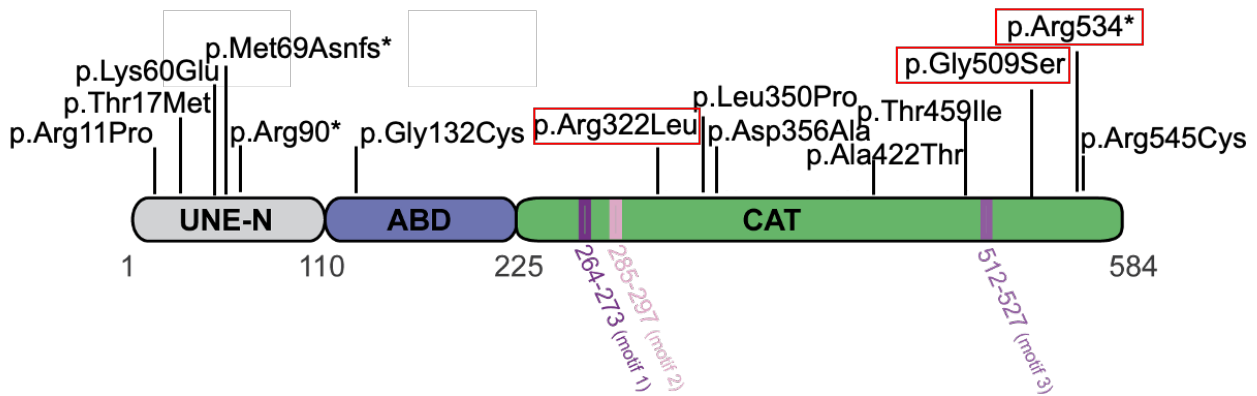 p.Arg534*
p.Met69Asnfs*
p.Gly509Ser
p.Lys60Glu
p.Thr17Met
p.Leu350Pro
p.Thr459Ile
p.Arg11Pro
p.Arg90*
p.Gly132Cys
p.Arg322Leu
p.Asp356Ala
p.Ala422Thr
p.Arg545Cys
UNE-N
ABD
CAT
1
110
225
584
264-273 (motif 1)
285-297 (motif 2)
512-527 (motif 3)